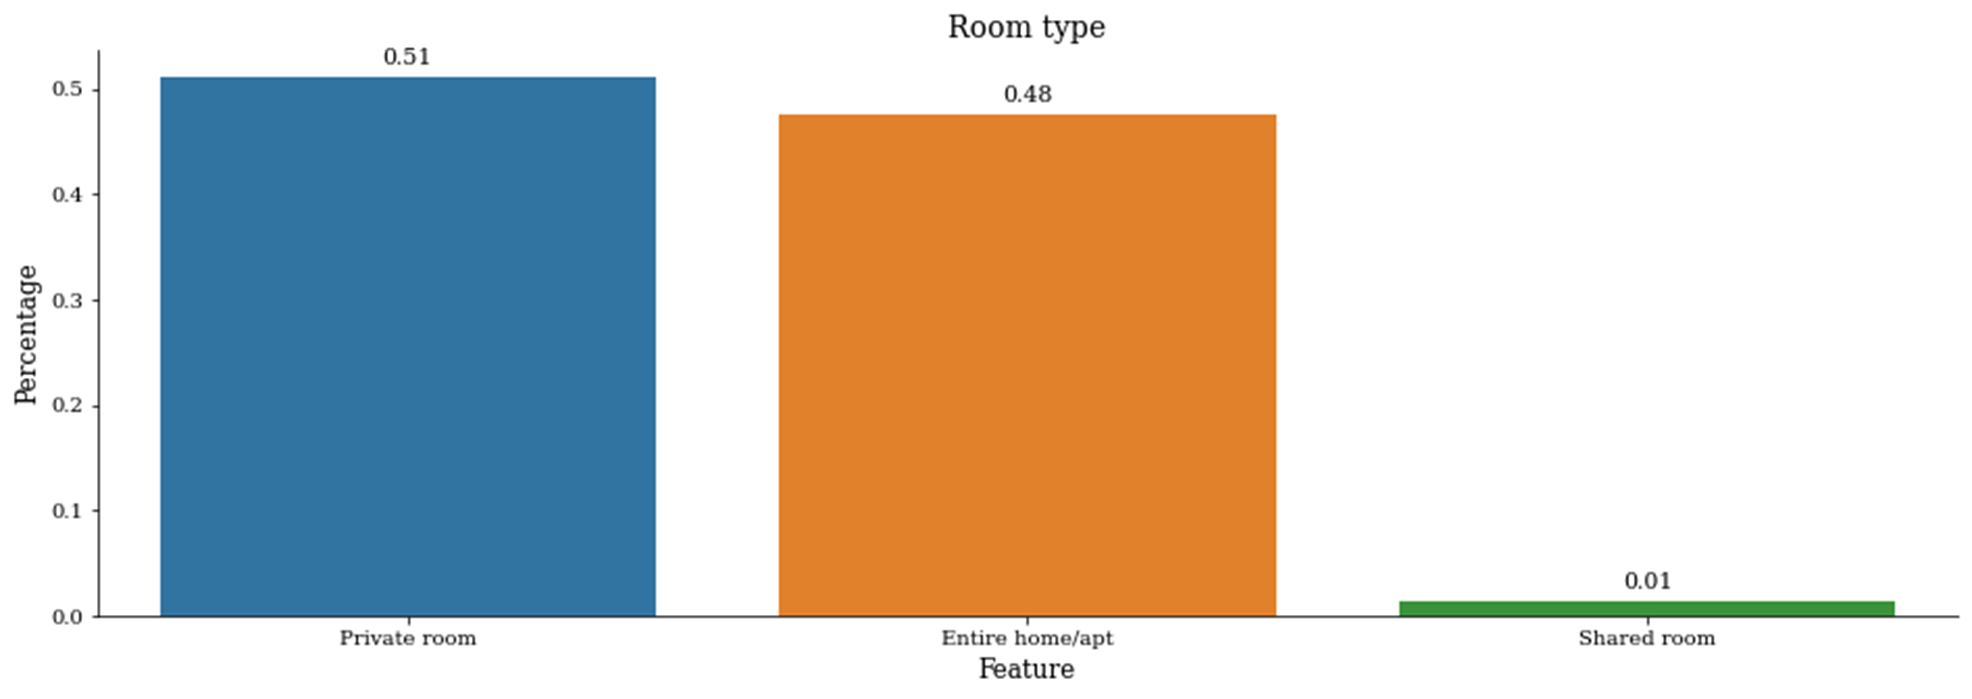 Room type
0.51
0.48
0.01
0.5
0.4
0.3
0.2
0.1
0.0
Percentage
Private room
Entire home/apt
Shared room
Feature